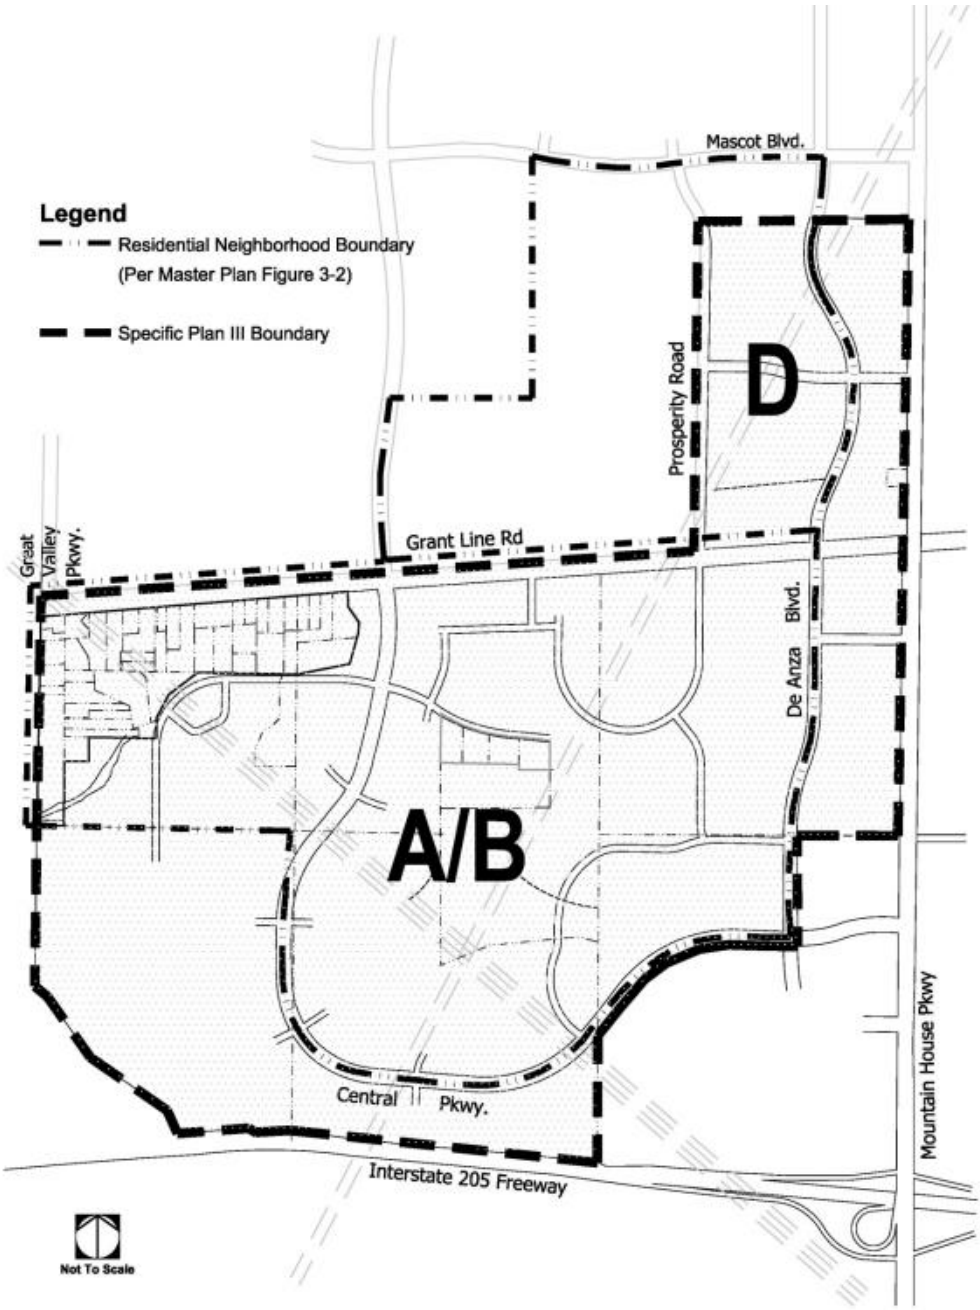 Mascot Blvd.
Legend
Residential Neighborhood Boundary
(Per Master Plan Figure 3-2)
Specific Plan III Boundary
Prosperity Road
D
Graat
Valley
Pkwy.
Grant Line Rd
De Anza Blvd.
A/B
Mountain House Pkwy
Central Pkwy.
Interstate 205 Freeway
Not To Scale